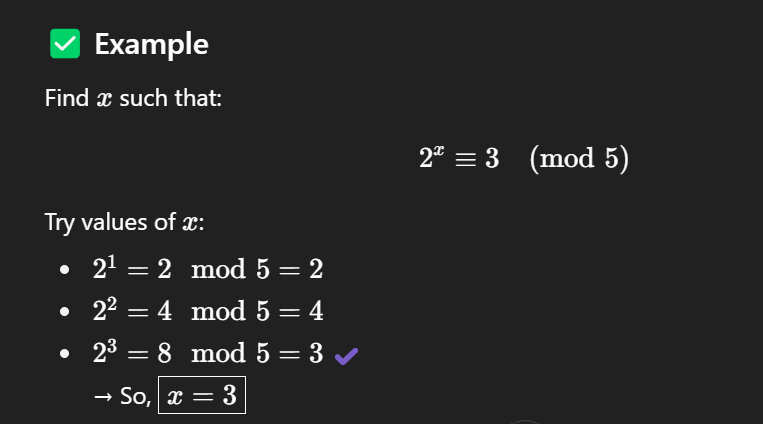 ✅ Example
Find x such that:
2^x ≡ 3 (mod 5)
Try values of x:
• 2^1 = 2 mod 5 = 2
• 2^2 = 4 mod 5 = 4
• 2^3 = 8 mod 5 = 3 ✔
→ So, x = 3